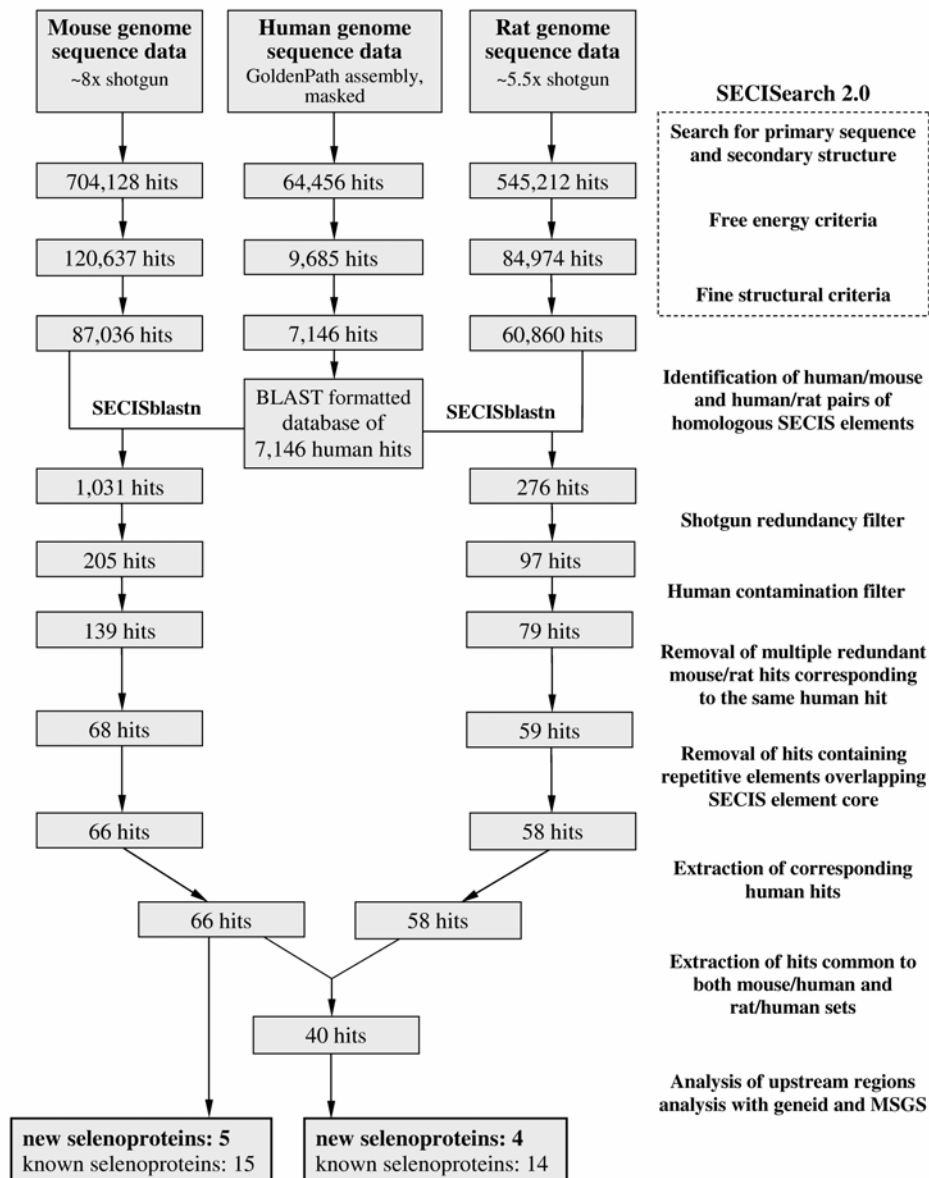 Mouse genome
sequence data
~8x shotgun
Human genome
sequence data
GoldenPath assembly,
masked
Rat genome
sequence data
~5.5x shotgun
SECISearch 2.0
Search for primary sequence
and secondary structure
704,128 hits
64,456 hits
545,212 hits
Free energy criteria
120,637 hits
9,685 hits
84,974 hits
Fine structural criteria
87,036 hits
7,146 hits
60,860 hits
SECISblastn
BLAST formatted
database of
7,146 human hits
SECISblastn
Identification of human/mouse
and human/rat pairs of
homologous SECIS elements
1,031 hits
276 hits
Shotgun redundancy filter
205 hits
97 hits
Human contamination filter
139 hits
79 hits
Removal of multiple redundant
mouse/rat hits corresponding
to the same human hit
68 hits
59 hits
Removal of hits containing
repetitive elements overlapping
SECIS element core
66 hits
58 hits
Extraction of corresponding
human hits
66 hits
58 hits
Extraction of hits common to
both mouse/human and
rat/human sets
40 hits
Analysis of upstream regions
analysis with geneid and MSGS
new selenoproteins: 5
known selenoproteins: 15
new selenoproteins: 4
known selenoproteins: 14